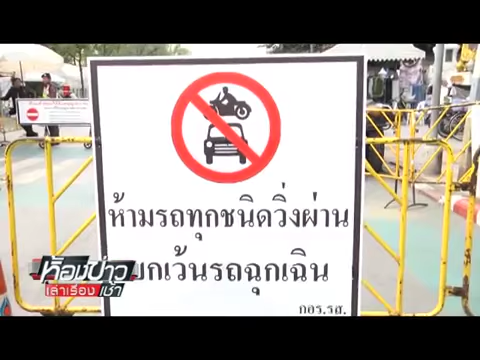 ห้ามรถทุกชนิดวิ่งผ่าน
ยกเว้นรถฉุกเฉิน
กอร.รส.
ห้องข่าว
เล่าเรื่อง เช้า